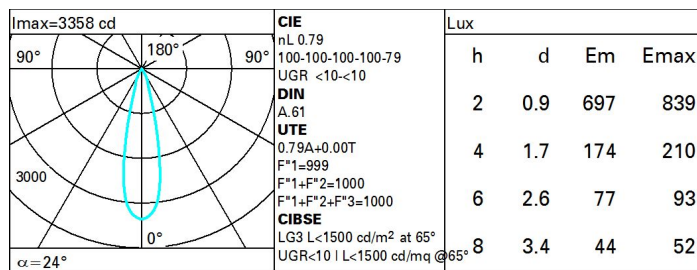 Imax=3358 cd
90°
180°
90°
3000
0°
α=24°
CIE
nL 0.79
100-100-100-100-79
UGR <10-<10
DIN
A.61
UTE
0.79A+0.00T
F"1=999
F"1+F"2=1000
F"1+F"2+F"3=1000
CIBSE
LG3 L<1500 cd/m² at 65°
UGR<10 | L<1500 cd/mq @65°
Lux
h d Em Emax
2 0.9 697 839
4 1.7 174 210
6 2.6 77 93
8 3.4 44 52